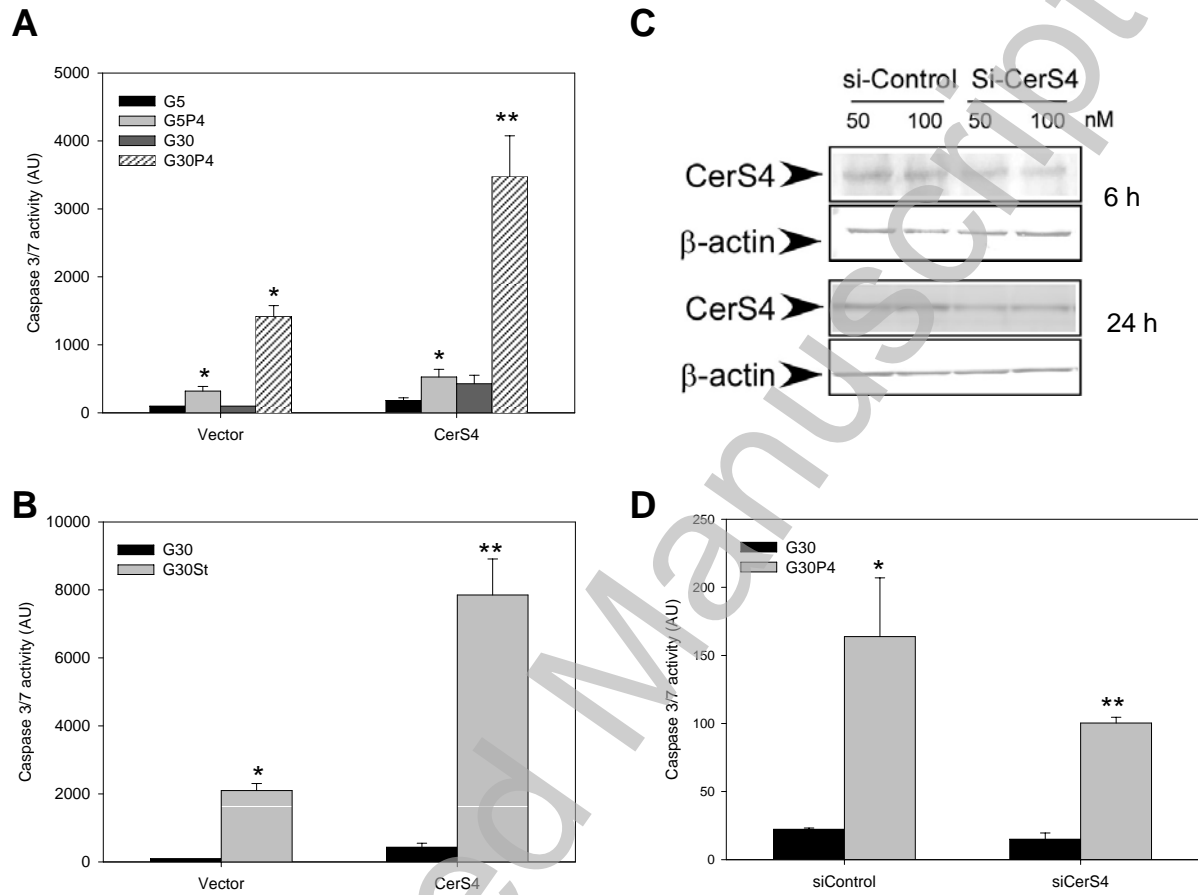 A
5000
4000
3000
2000
1000
0
Caspase 3/7 activity (AU)
G5
G5P4
G30
G30P4
*
*
*
**
Vector
CerS4
B
10000
8000
6000
4000
2000
0
Caspase 3/7 activity (AU)
G30
G30St
*
**
Vector
CerS4
C
si-Control Si-CerS4
50 100 50 100 nM
CerS4
6 h
β-actin
CerS4
24 h
β-actin
D
250
200
150
100
50
0
Caspase 3/7 activity (AU)
G30
G30P4
*
**
siControl
siCerS4
ed Manuscript